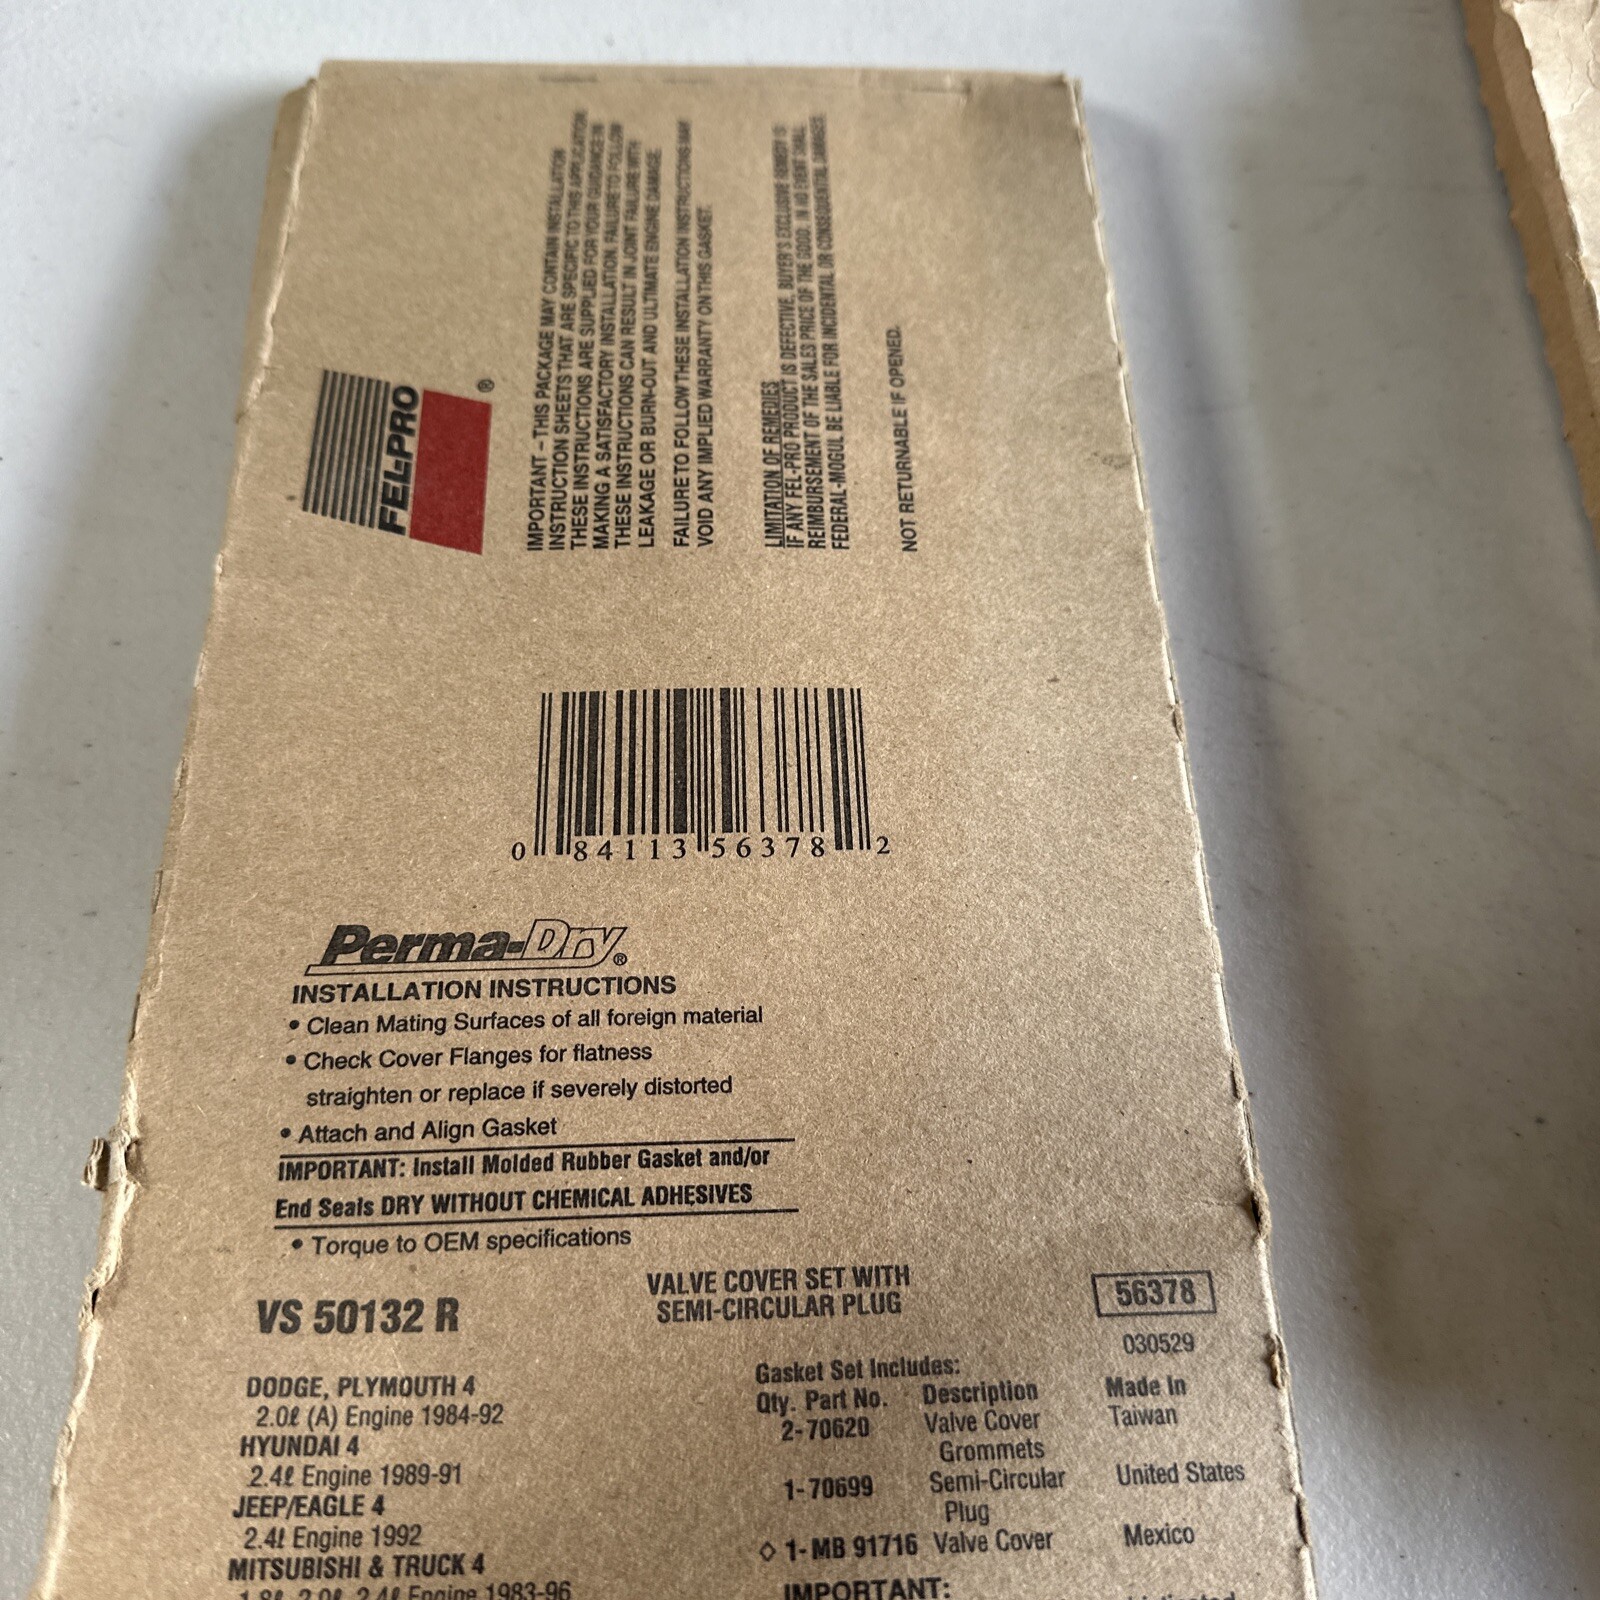 FEL-PRO
®
IMPORTANT - THIS PACKAGE MAY CONTAIN INSTALLATION
INSTRUCTION SHEETS THAT ARE SPECIFIC TO THIS APPLICATION
THESE INSTRUCTIONS ARE SUPPLIED FOR YOUR GUIDANCE IN
MAKING A SATISFACTORY INSTALLATION. FAILURE TO FOLLOW
THESE INSTRUCTIONS CAN RESULT IN JOINT FAILURE WITH
LEAKAGE OR BURN-OUT AND ULTIMATE ENGINE DAMAGE.
FAILURE TO FOLLOW THESE INSTALLATION INSTRUCTIONS MAY
VOID ANY IMPLIED WARRANTY ON THIS GASKET.
LIMITATION OF REMEDIES
IF ANY FEL-PRO PRODUCT IS DEFECTIVE, BUYER'S EXCLUSIVE REMEDY IS
REIMBURSEMENT OF THE SALES PRICE OF THE GOOD. IN NO EVENT SHALL
FEDERAL-MOGUL BE LIABLE FOR INCIDENTAL OR CONSEQUENTIAL DAMAGES.
NOT RETURNABLE IF OPENED.
0 84113 56378 2
Perma-Dry®
INSTALLATION INSTRUCTIONS
• Clean Mating Surfaces of all foreign material
• Check Cover Flanges for flatness
straighten or replace if severely distorted
• Attach and Align Gasket
IMPORTANT: Install Molded Rubber Gasket and/or
End Seals DRY WITHOUT CHEMICAL ADHESIVES
• Torque to OEM specifications
VS 50132 R
VALVE COVER SET WITH
SEMI-CIRCULAR PLUG
56378
030529
DODGE, PLYMOUTH 4
2.0ℓ (A) Engine 1984-92
HYUNDAI 4
2.4ℓ Engine 1989-91
JEEP/EAGLE 4
2.4ℓ Engine 1992
MITSUBISHI & TRUCK 4
1.8ℓ, 2.0ℓ, 2.4ℓ Engine 1983-96
Gasket Set Includes:
Qty. Part No. Description Made In
2-70620 Valve Cover Taiwan
Grommets
1-70699 Semi-Circular United States
Plug
◇ 1-MB 91716 Valve Cover Mexico
IMPORTANT: